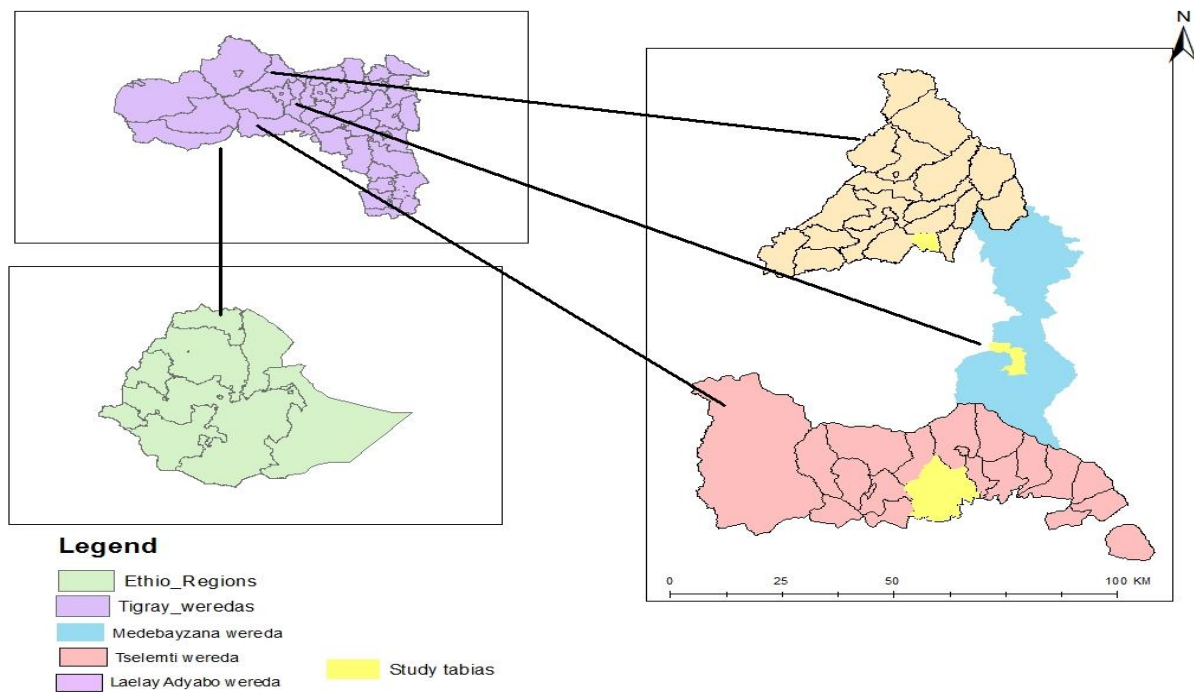 N
0 25 50 100 KM
Legend
Ethio_Regions
Tigray_weredas
Medebayzana wereda
Tselemti wereda
Study tabias
Laelay Adyabo wereda